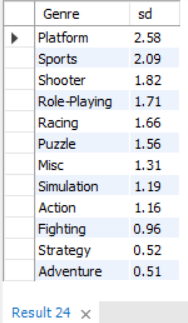 Genre sd
Platform 2.58
Sports 2.09
Shooter 1.82
Role-Playing 1.71
Racing 1.66
Puzzle 1.56
Misc 1.31
Simulation 1.19
Action 1.16
Fighting 0.96
Strategy 0.52
Adventure 0.51
Result 24 ×